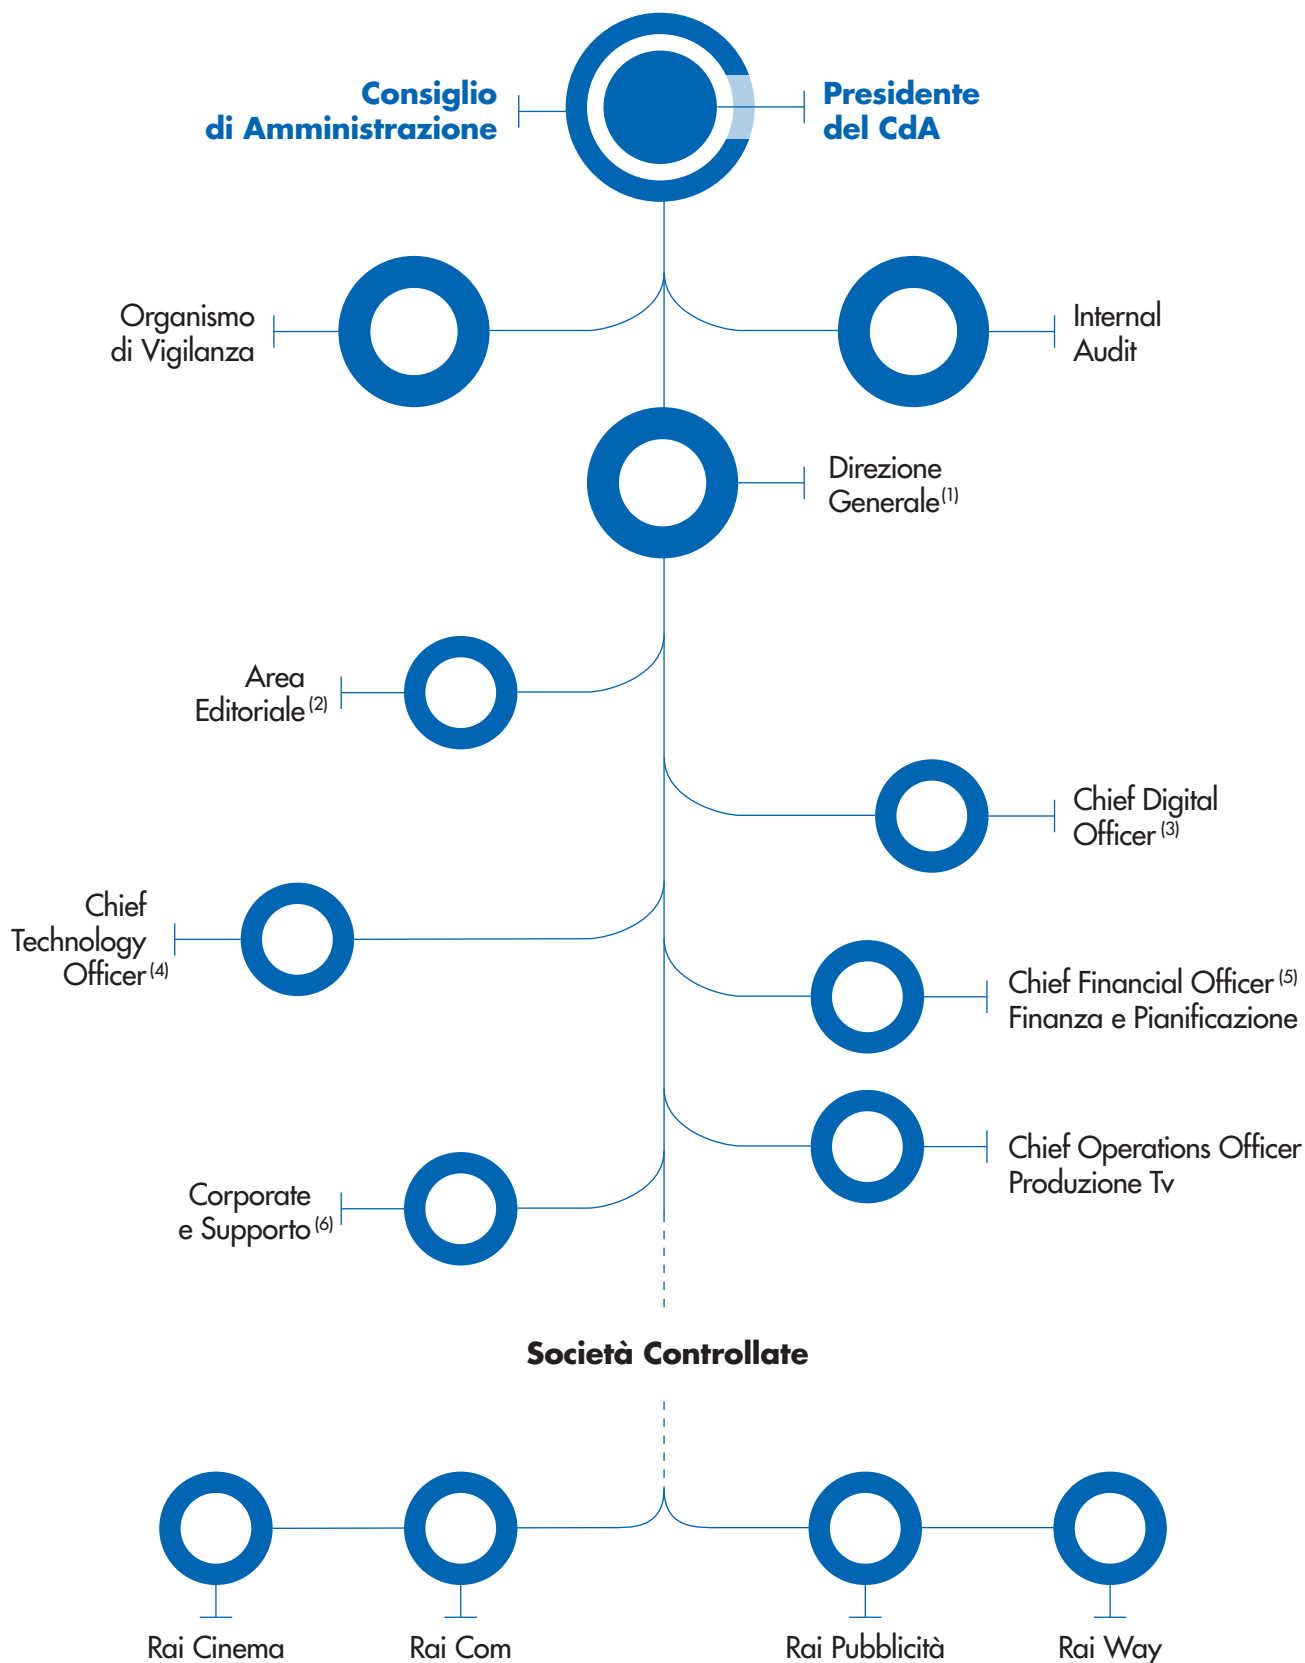 Consiglio
di Amministrazione
Presidente
del CdA
Organismo
di Vigilanza
Internal
Audit
Direzione
Generale(1)
Area
Editoriale(2)
Chief Digital
Officer(3)
Chief
Technology
Officer(4)
Chief Financial Officer(5)
Finanza e Pianificazione
Chief Operations Officer
Produzione Tv
Corporate
e Supporto(6)
Società Controllate
Rai Cinema
Rai Com
Rai Pubblicità
Rai Way